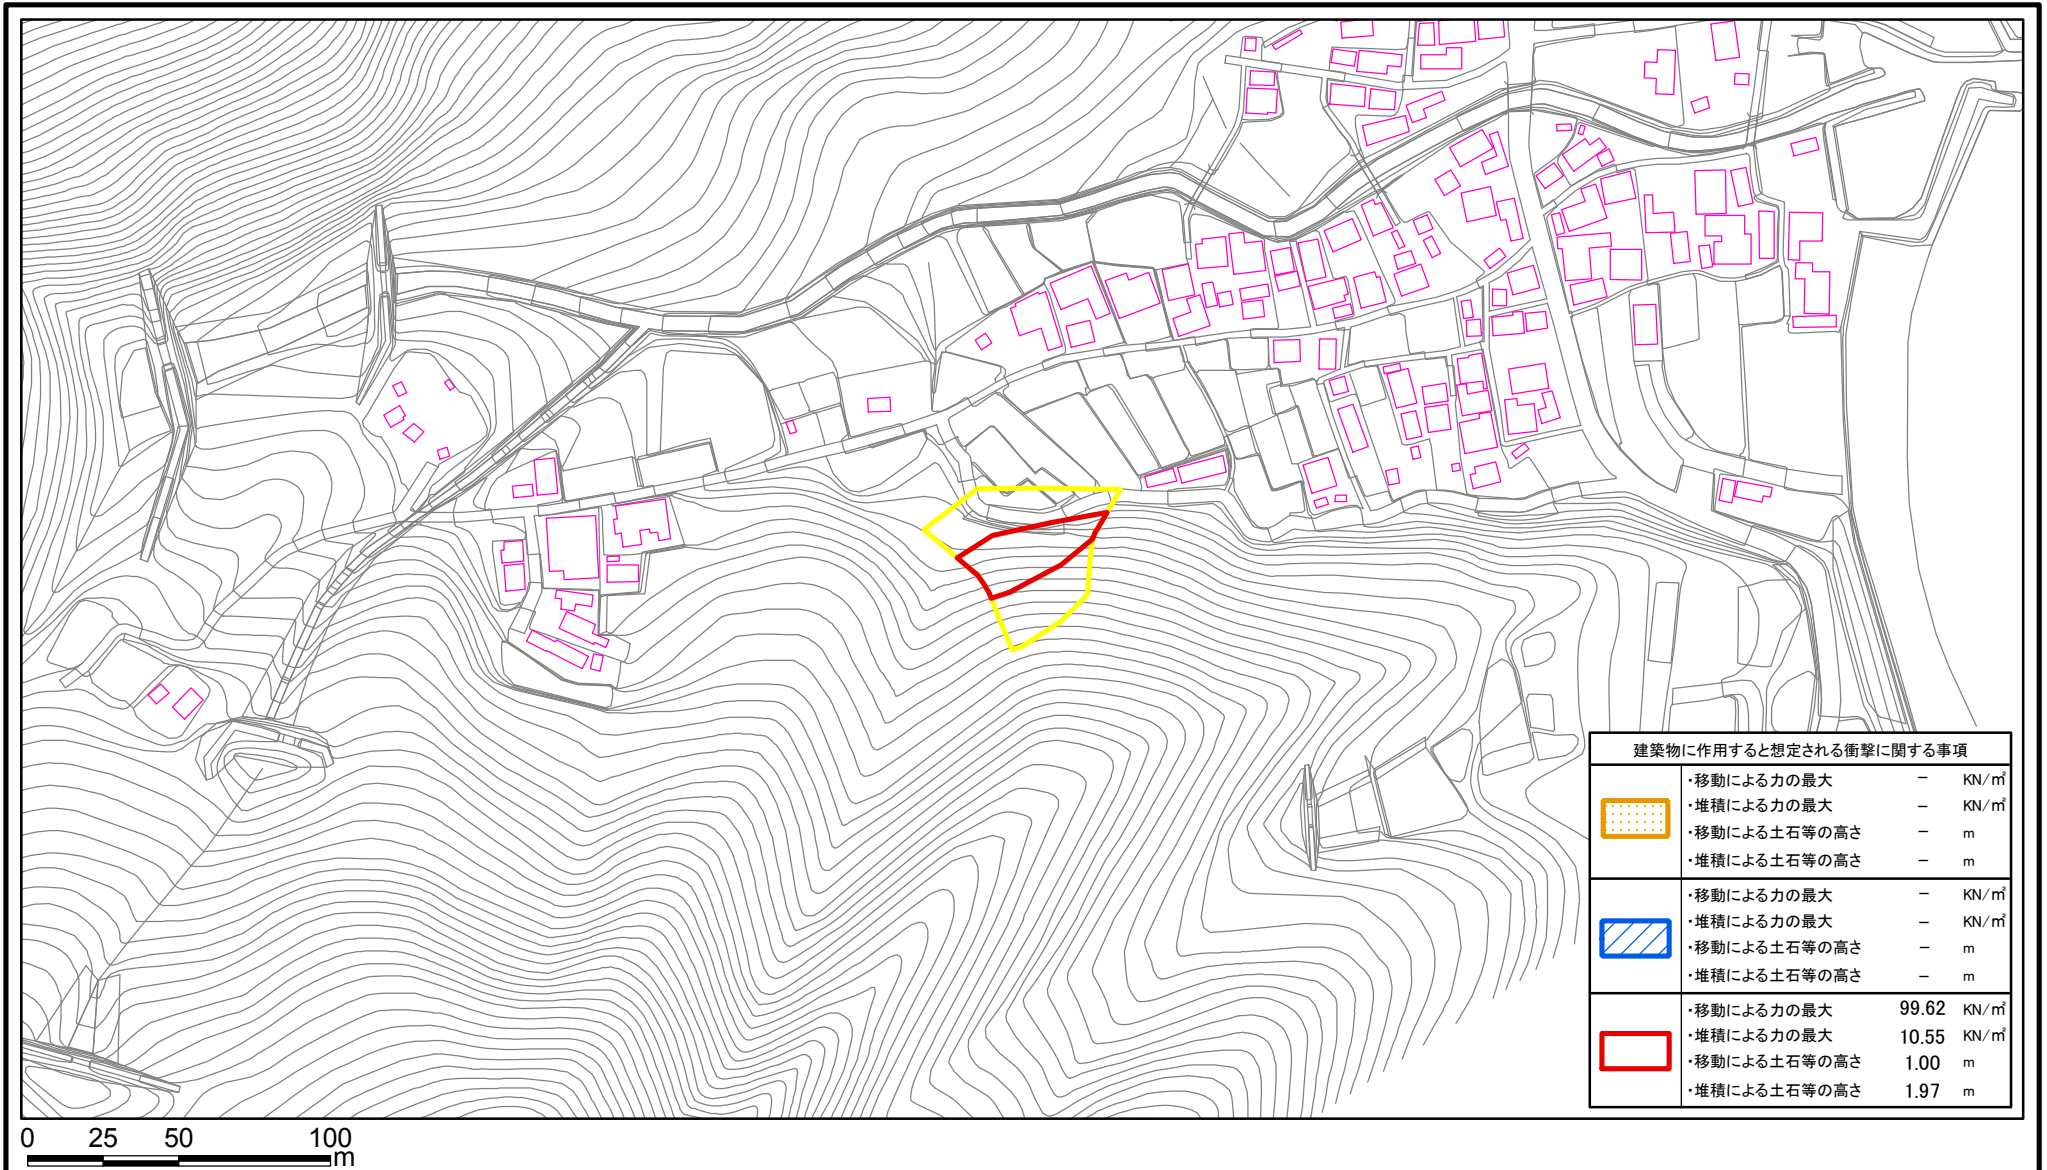 建築物に作用すると想定される衝撃に関する事項
・移動による力の最大 － KN/㎡
・堆積による力の最大 － KN/㎡
・移動による土石等の高さ － m
・堆積による土石等の高さ － m
・移動による力の最大 － KN/㎡
・堆積による力の最大 － KN/㎡
・移動による土石等の高さ － m
・堆積による土石等の高さ － m
・移動による力の最大 99.62 KN/㎡
・堆積による力の最大 10.55 KN/㎡
・移動による土石等の高さ 1.00 m
・堆積による土石等の高さ 1.97 m
0 25 50 100
m